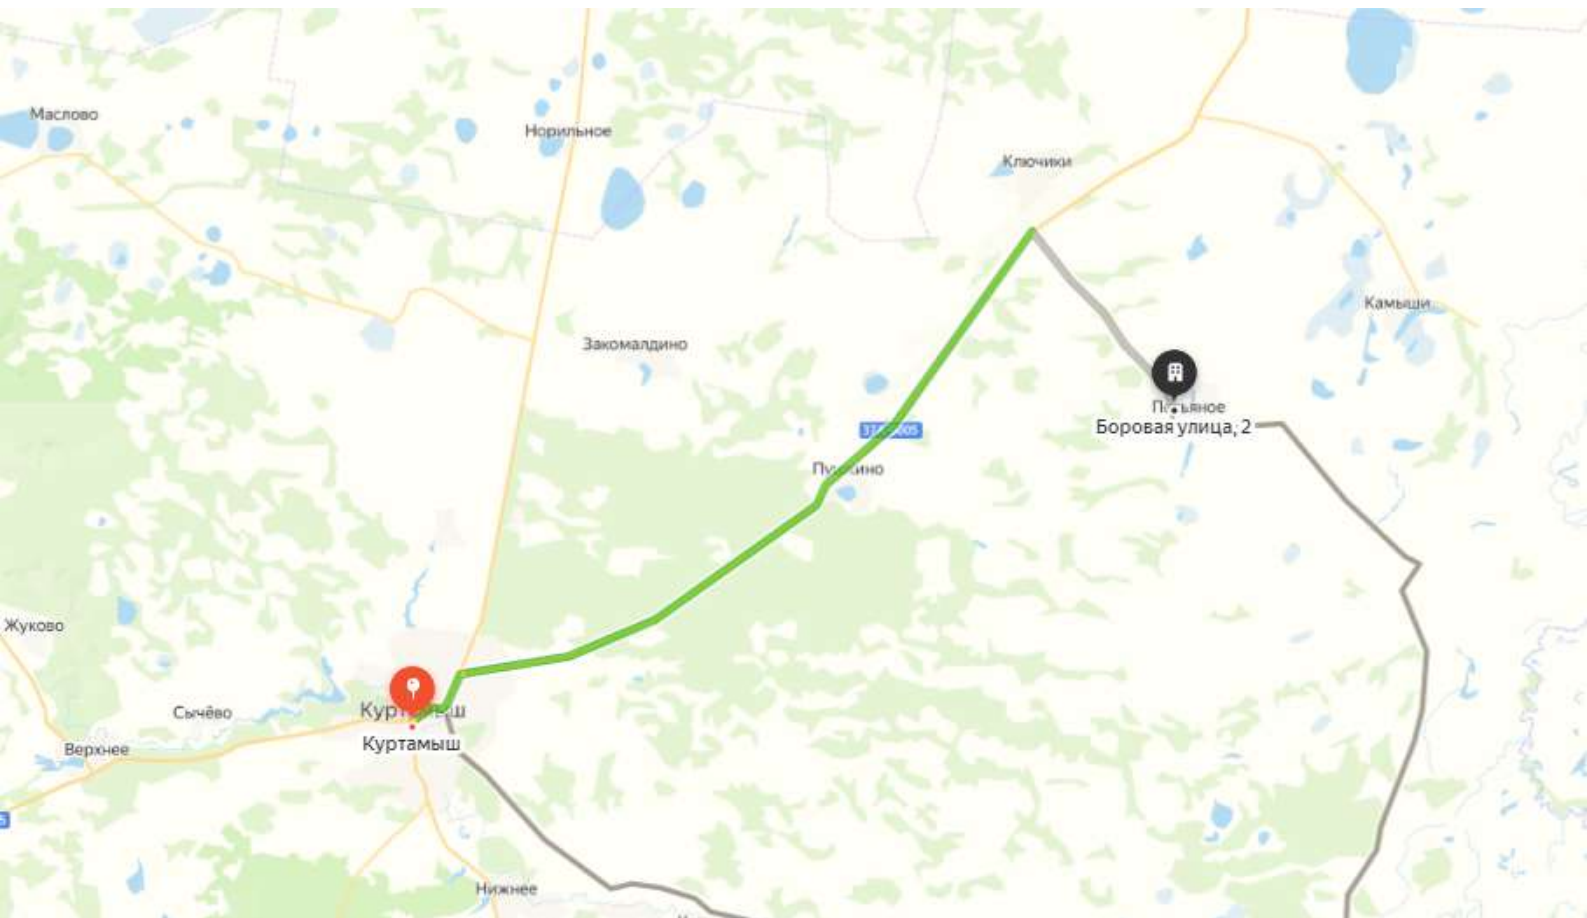 Маслово
Норильное
Ключики
Камыши
Закомалдино
Боровая улица, 2
Жуково
Сычёво
Верхнее
Куртамыш
Нижнее